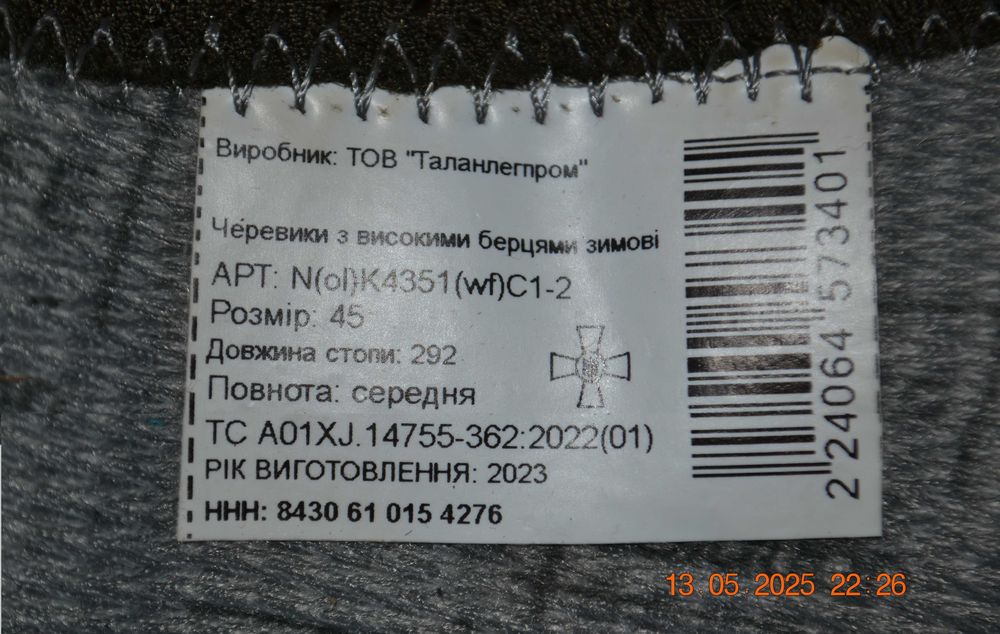 Виробник: ТОВ "Таланлегпром"
Черевики з високими берцями зимові
АРТ: N(ol)K4351(wf)C1-2
Розмір: 45
Довжина стопи: 292
Повнота: середня
ТС А01XJ.14755-362:2022(01)
РІК ВИГОТОВЛЕННЯ: 2023
ННН: 8430 61 015 4276
2 24064 573401
13 05 2025 22:26